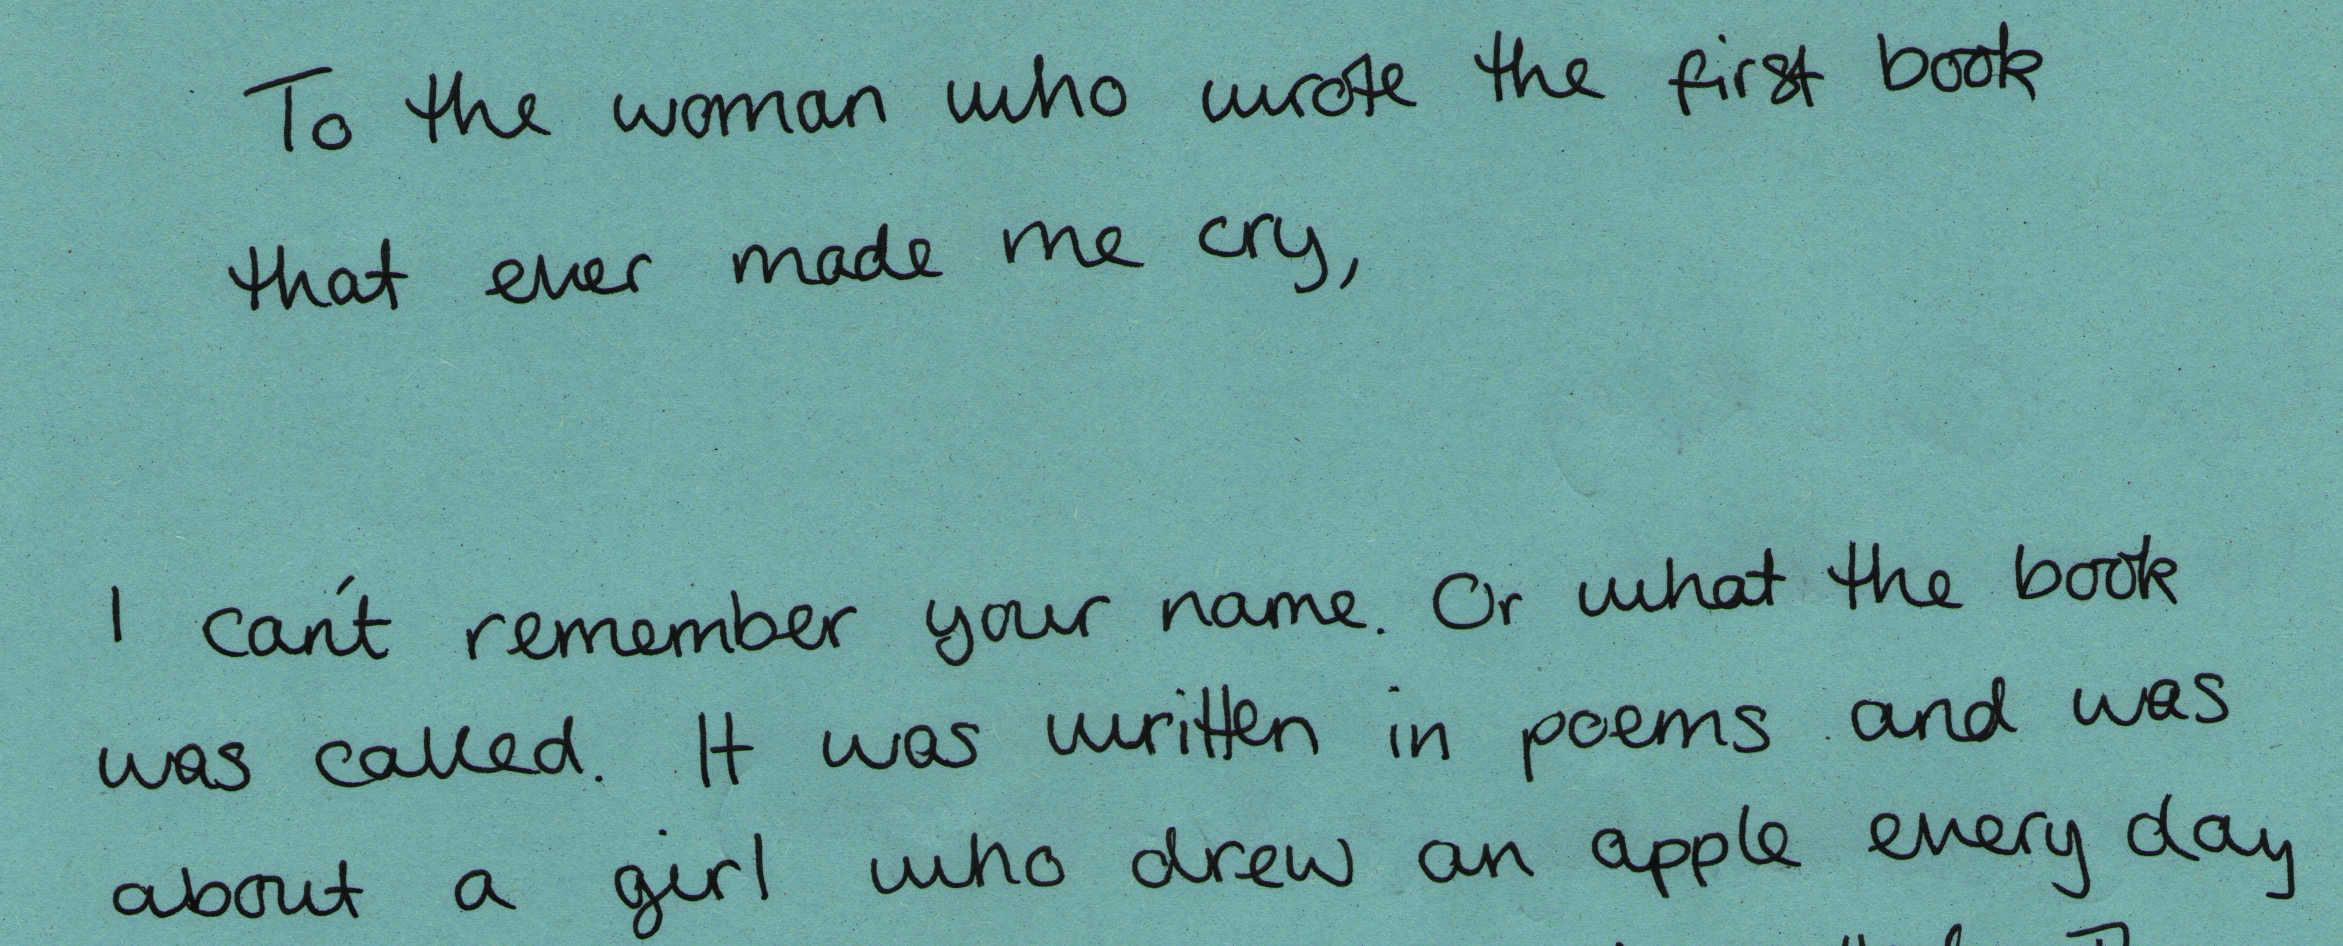 To the woman who wrote the first book
that ever made me cry,
I can't remember your name. Or what the book
was called. It was written in poems and was
about a girl who drew an apple every day